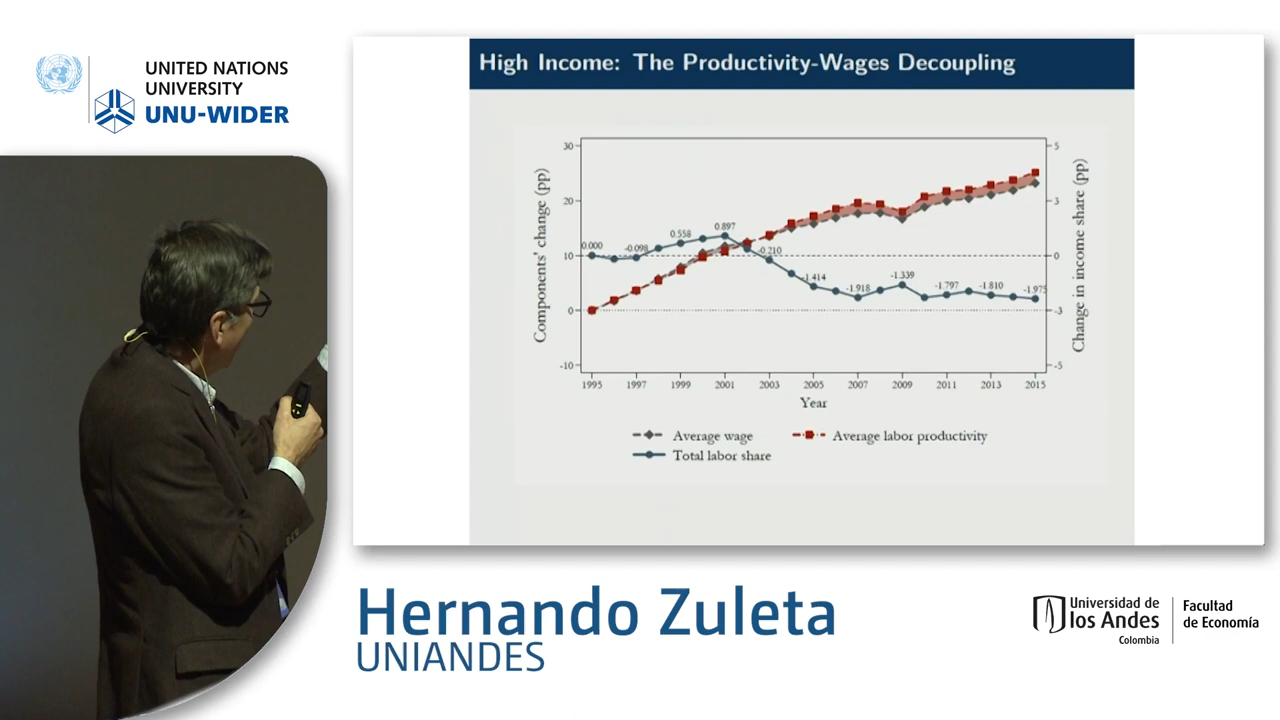 UNITED NATIONS
UNIVERSITY
UNU-WIDER
High Income: The Productivity-Wages Decoupling
Components' change (pp)
30
20
10
0
-10
Change in income share (pp)
5
3
0
-3
-5
0.000
-0.098
0.558
0.897
-0.210
-1.414
-1.918
-1.339
-1.797
-1.810
-1.975
1995
1997
1999
2001
2003
2005
2007
2009
2011
2013
2015
Year
Average wage
Average labor productivity
Total labor share
Hernando Zuleta
UNIANDES
Universidad de
los Andes
Colombia
Facultad
de Economía